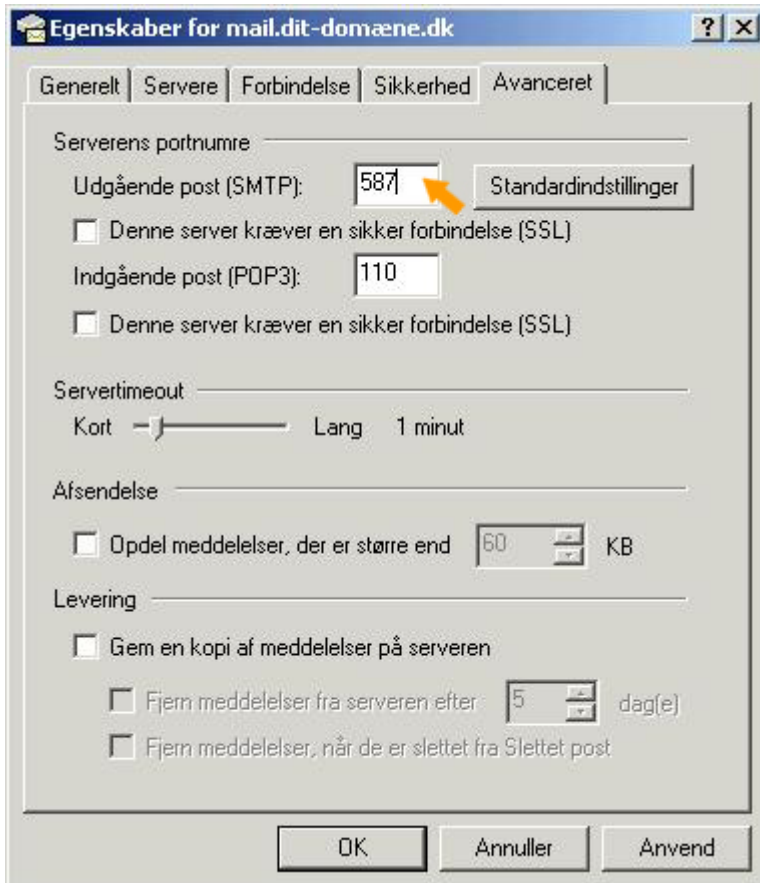 Egenskaber for mail.dit-domæne.dk
Generelt Servere Forbindelse Sikkerhed Avanceret
Serverens portnumre
Udgående post (SMTP): 587 Standardindstillinger
Denne server kræver en sikker forbindelse (SSL)
Indgående post (POP3): 110
Denne server kræver en sikker forbindelse (SSL)
Servertimeout
Kort Lang 1 minut
Afsendelse
Opdel meddelelser, der er større end 60 KB
Levering
Gem en kopi af meddelelser på serveren
Fjern meddelelser fra serveren efter 5 dag(e)
Fjern meddelelser, når de er slettet fra Slettet post
OK Annuller Anvend